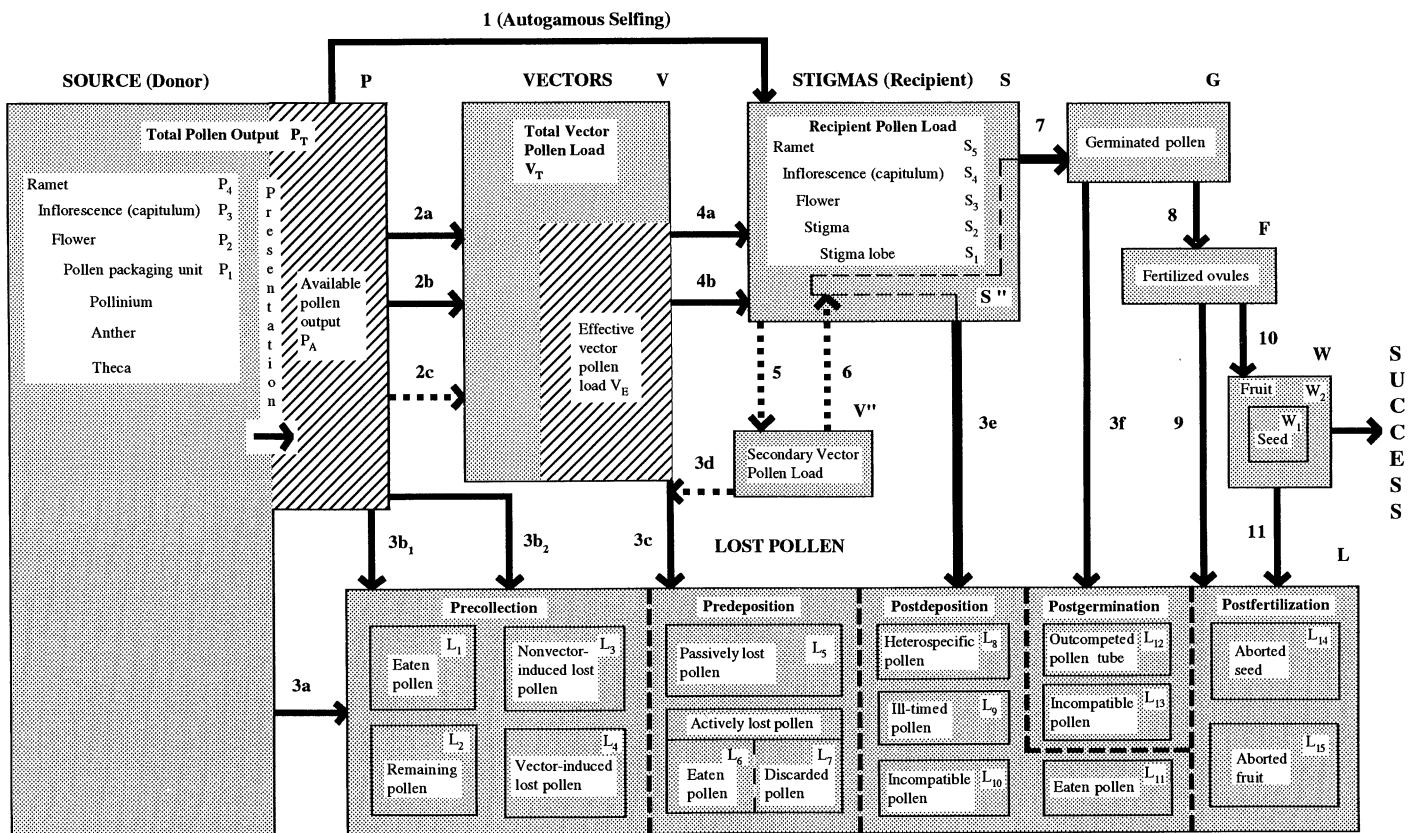 1 (Autogamous Selfing)
SOURCE (Donor)
P
VECTORS V
STIGMAS (Recipient) S
G
Total Pollen Output P_T
Ramet P_4
Inflorescence (capitulum) P_3
Flower P_2
Pollen packaging unit P_1
Pollinium
Anther
Theca
Presentation
Available
pollen
output
P_A
2a
2b
2c
Total Vector
Pollen Load
V_T
Effective
vector
pollen
load V_E
4a
4b
Recipient Pollen Load
Ramet S_5
Inflorescence (capitulum) S_4
Flower S_3
Stigma S_2
Stigma lobe S_1
S"
7
Germinated pollen
8
F
Fertilized ovules
5
6
V"
Secondary Vector
Pollen Load
3d
3e
3f
9
10
W
Fruit W_2
W_1
Seed
11
SUCCESS
3a
3b_1
3b_2
3c
LOST POLLEN
L
Precollection
L_1
Eaten
pollen
L_3
Nonvector-
induced lost
pollen
L_2
Remaining
pollen
L_4
Vector-induced
lost pollen
Predeposition
Passively lost
pollen
L_5
Actively lost pollen
L_6
Eaten
pollen
L_7
Discarded
pollen
Postdeposition
Heterospecific
pollen
L_8
Ill-timed
pollen
L_9
Incompatible
pollen
L_10
Postgermination
Outcompeted
pollen tube
L_12
Incompatible
pollen
L_13
Eaten pollen
L_11
Postfertilization
L_14
Aborted
seed
L_15
Aborted
fruit